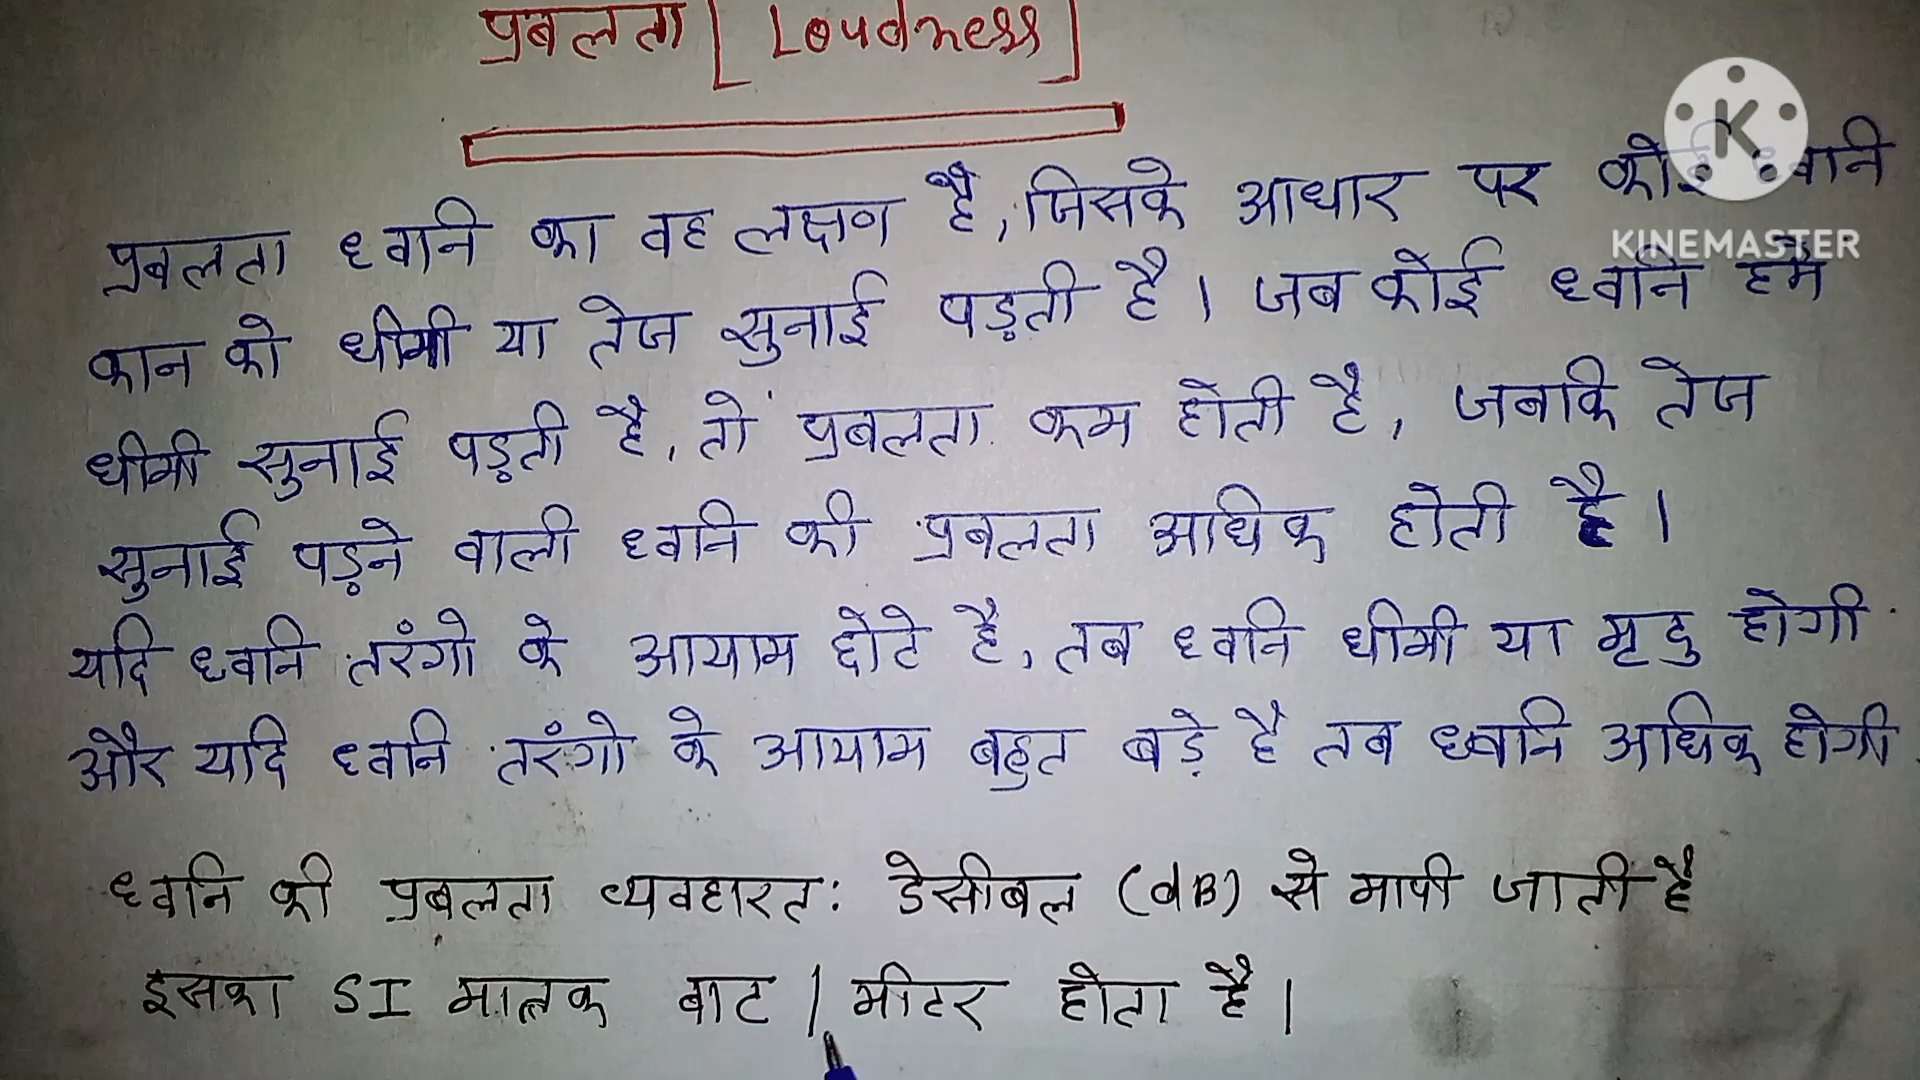 प्रबलता [Loudness]
K
KINEMASTER
प्रबलता ध्वनि का वह लक्षण है, जिसके आधार पर कोई ध्वनि
कान को धीमी या तेज सुनाई पड़ती है। जब कोई ध्वनि हमे
धीमी सुनाई पड़ती है, तो प्रबलता कम होती है, जबकि तेज
सुनाई पड़ने वाली ध्वनि की प्रबलता अधिक होती है।
यदि ध्वनि तरंगो के आयाम छोटे है, तब ध्वनि धीमी या मृदु होगी
और यदि ध्वनि तरंगो के आयाम बहुत बड़े है तब ध्वनि अधिक होगी
ध्वनि की प्रबलता व्यवहारत: डेसीबल (dB) से मापी जाती है
इसका SI मात्रक वाट / मीटर होता है।